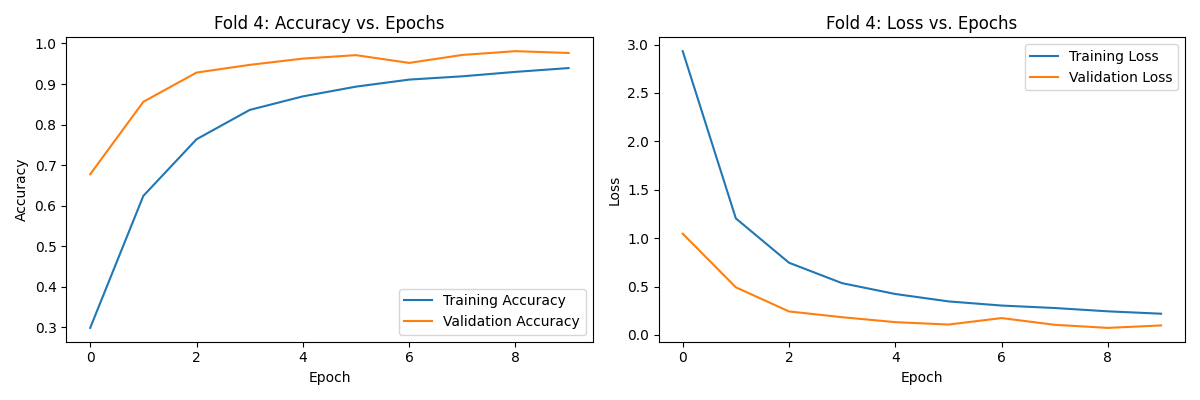 Fold 4: Accuracy vs. Epochs
1.0
0.9
0.8
0.7
0.6
0.5
0.4
0.3
Accuracy
Training Accuracy
Validation Accuracy
0 2 4 6 8
Epoch
Fold 4: Loss vs. Epochs
3.0
2.5
2.0
1.5
1.0
0.5
0.0
Loss
Training Loss
Validation Loss
0 2 4 6 8
Epoch